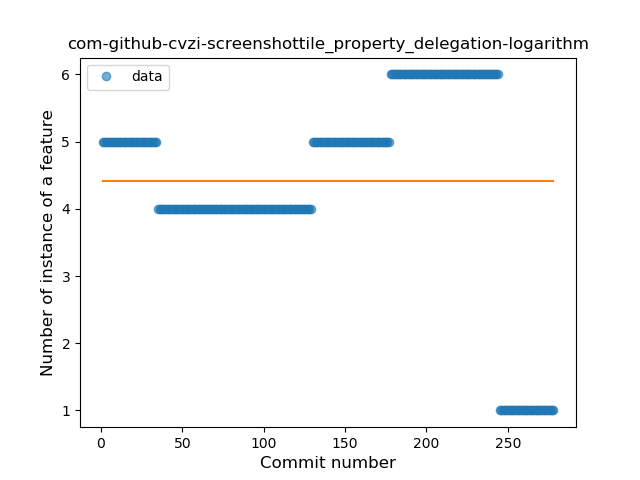 com-github-cvzi-screenshottile_property_delegation-logarithm
data
Number of instance of a feature
6
5
4
3
2
1
0 50 100 150 200 250
Commit number